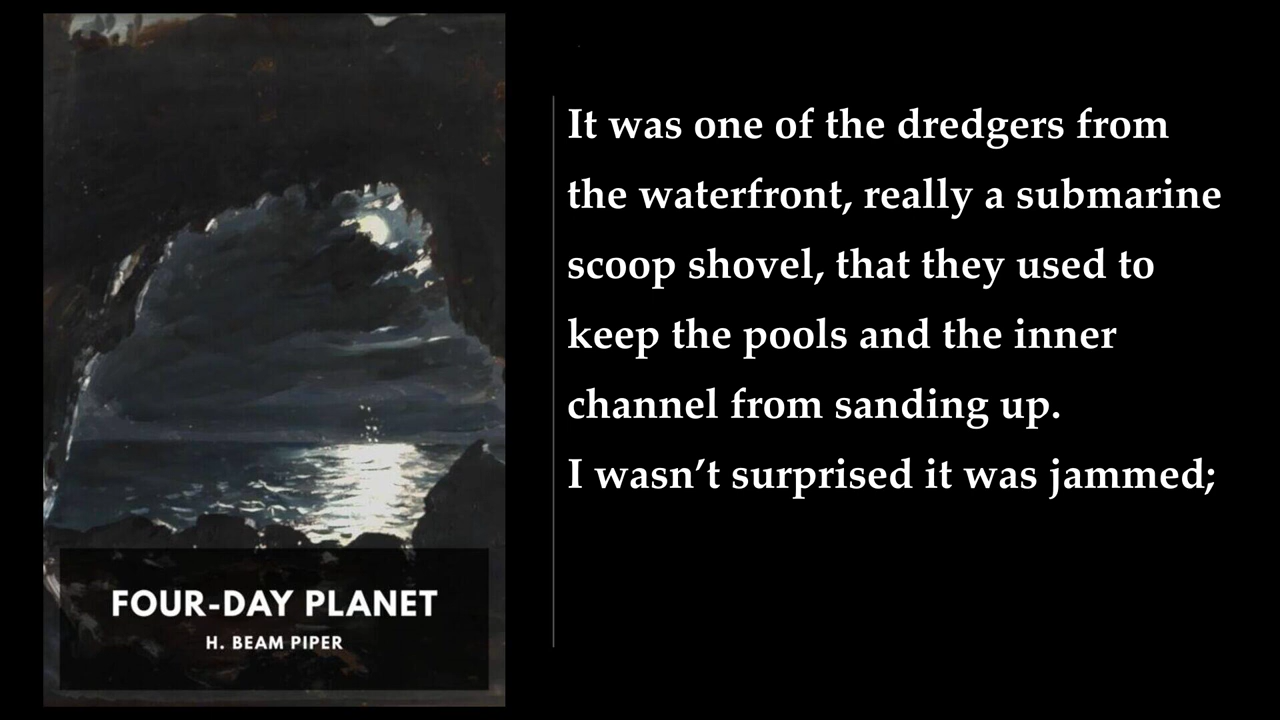 FOUR-DAY PLANET
H. BEAM PIPER
It was one of the dredgers from
the waterfront, really a submarine
scoop shovel, that they used to
keep the pools and the inner
channel from sanding up.
I wasn’t surprised it was jammed;